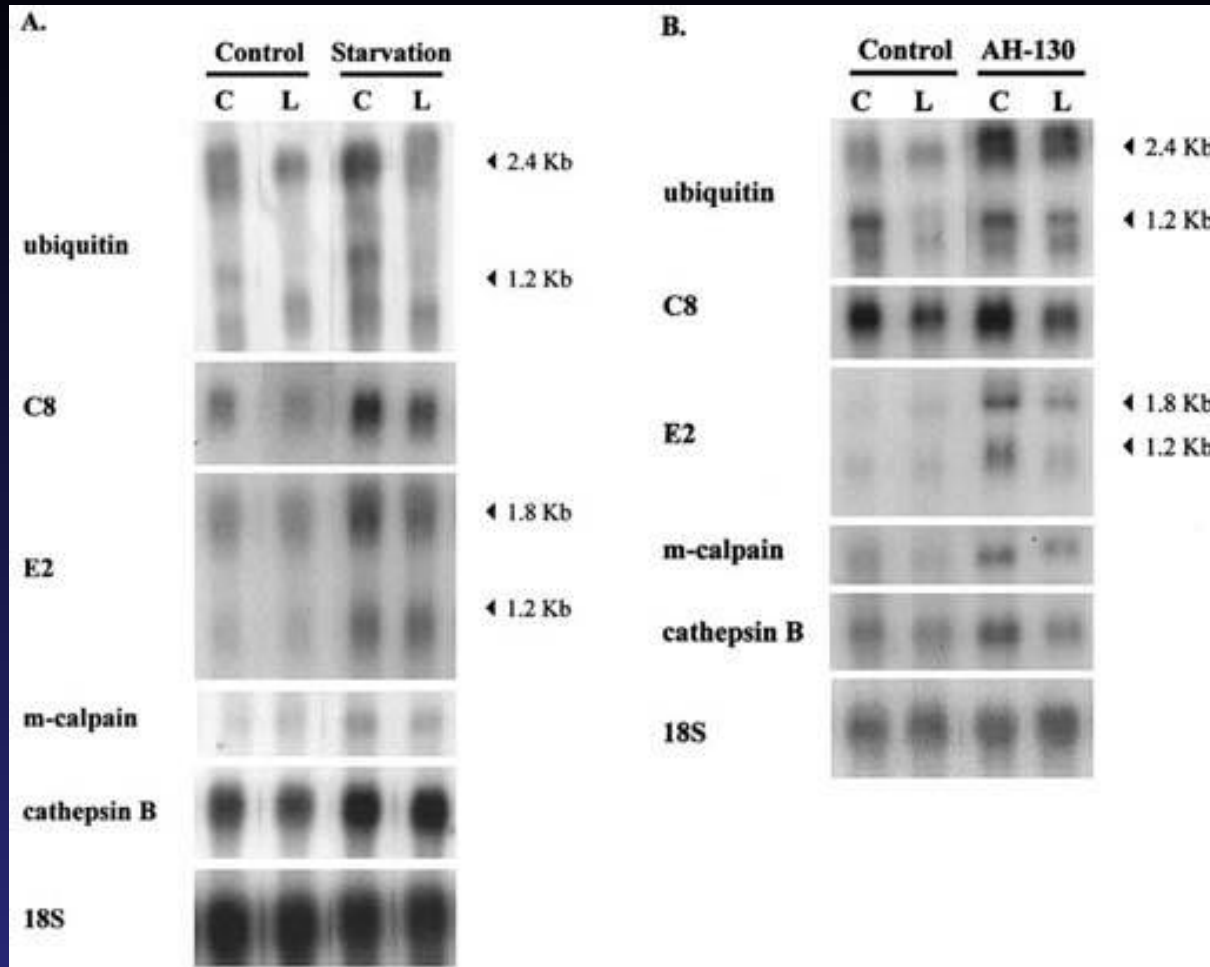 A.
Control Starvation
C L C L
◄ 2.4 Kb
ubiquitin
◄ 1.2 Kb
C8
◄ 1.8 Kb
E2
◄ 1.2 Kb
m-calpain
cathepsin B
18S
B.
Control AH-130
C L C L
◄ 2.4 Kb
ubiquitin
◄ 1.2 Kb
C8
◄ 1.8 Kb
E2
◄ 1.2 Kb
m-calpain
cathepsin B
18S